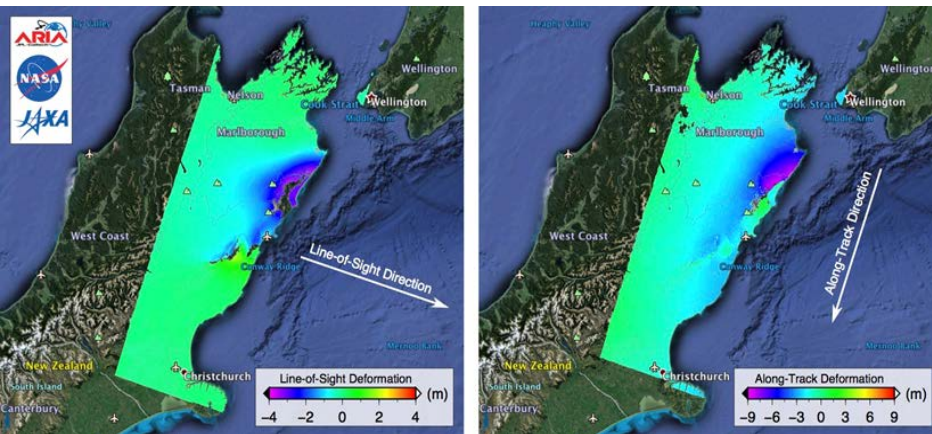 Heaphy Valley
ARIA
NASA
JAXA
Tasman
Nelson
Wellington
Cook Strait
Wellington
Middle Arm
Marlborough
West Coast
Line-of-Sight Direction
Conway Ridge
Mernoo Bank
New Zealand
South Island
Christchurch
Canterbury
Line-of-Sight Deformation
-4 -2 0 2 4 (m)
Heaphy Valley
Tasman
Nelson
Wellington
Cook Strait
Wellington
Middle Arm
Marlborough
Along-Track Direction
West Coast
Conway Ridge
Mernoo Bank
New Zealand
South Island
Christchurch
Canterbury
Along-Track Deformation
-9 -6 -3 0 3 6 9 (m)